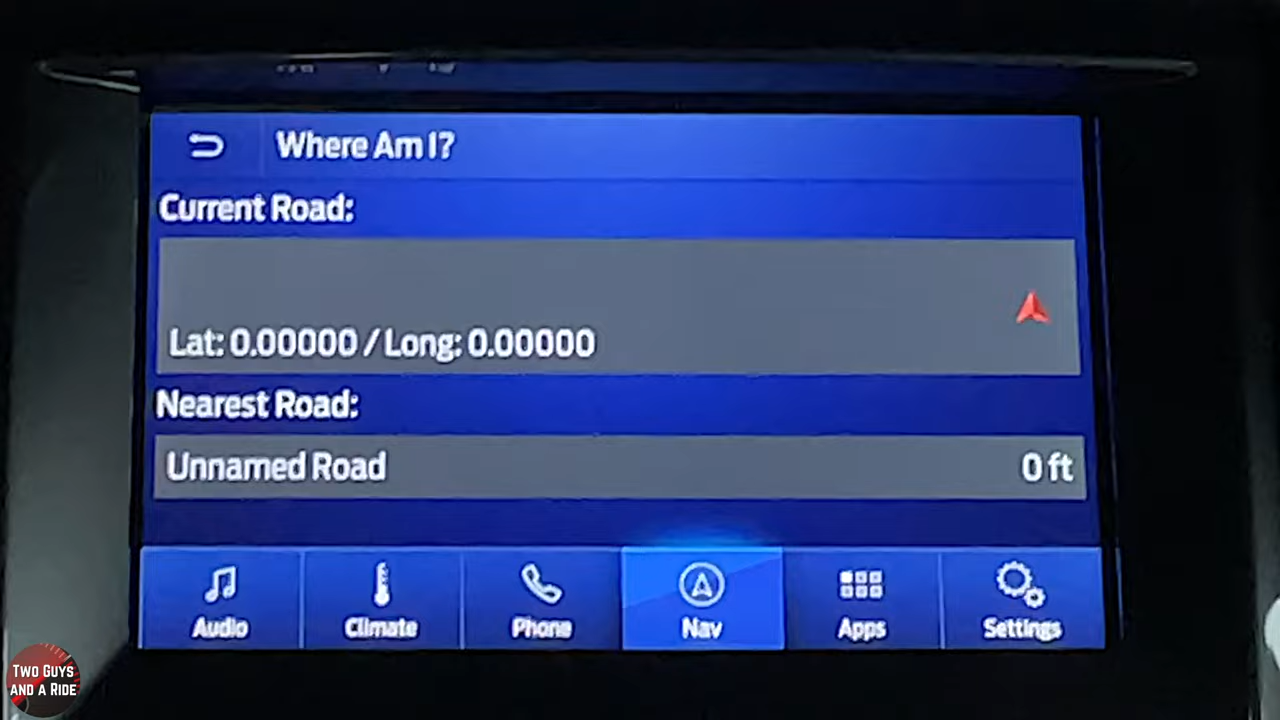 Where Am I?
Current Road:
Lat: 0.00000 / Long: 0.00000
Nearest Road:
Unnamed Road 0 ft
Audio Climate Phone Nav Apps Settings
TWO GUYS
AND A RIDE